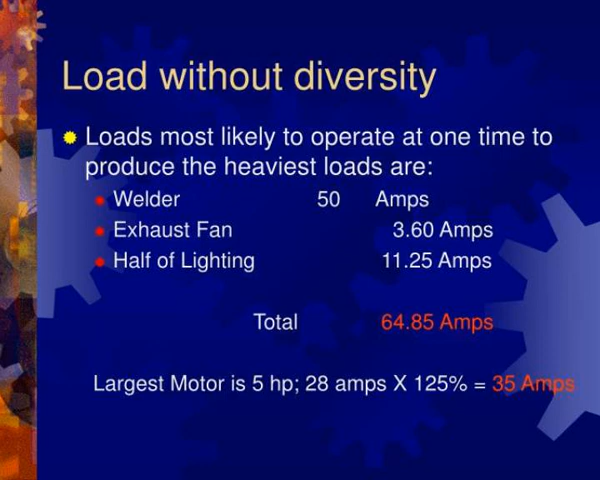 Load without diversity
Loads most likely to operate at one time to
produce the heaviest loads are:
Welder 50 Amps
Exhaust Fan 3.60 Amps
Half of Lighting 11.25 Amps
Total 64.85 Amps
Largest Motor is 5 hp; 28 amps X 125% = 35 Amps